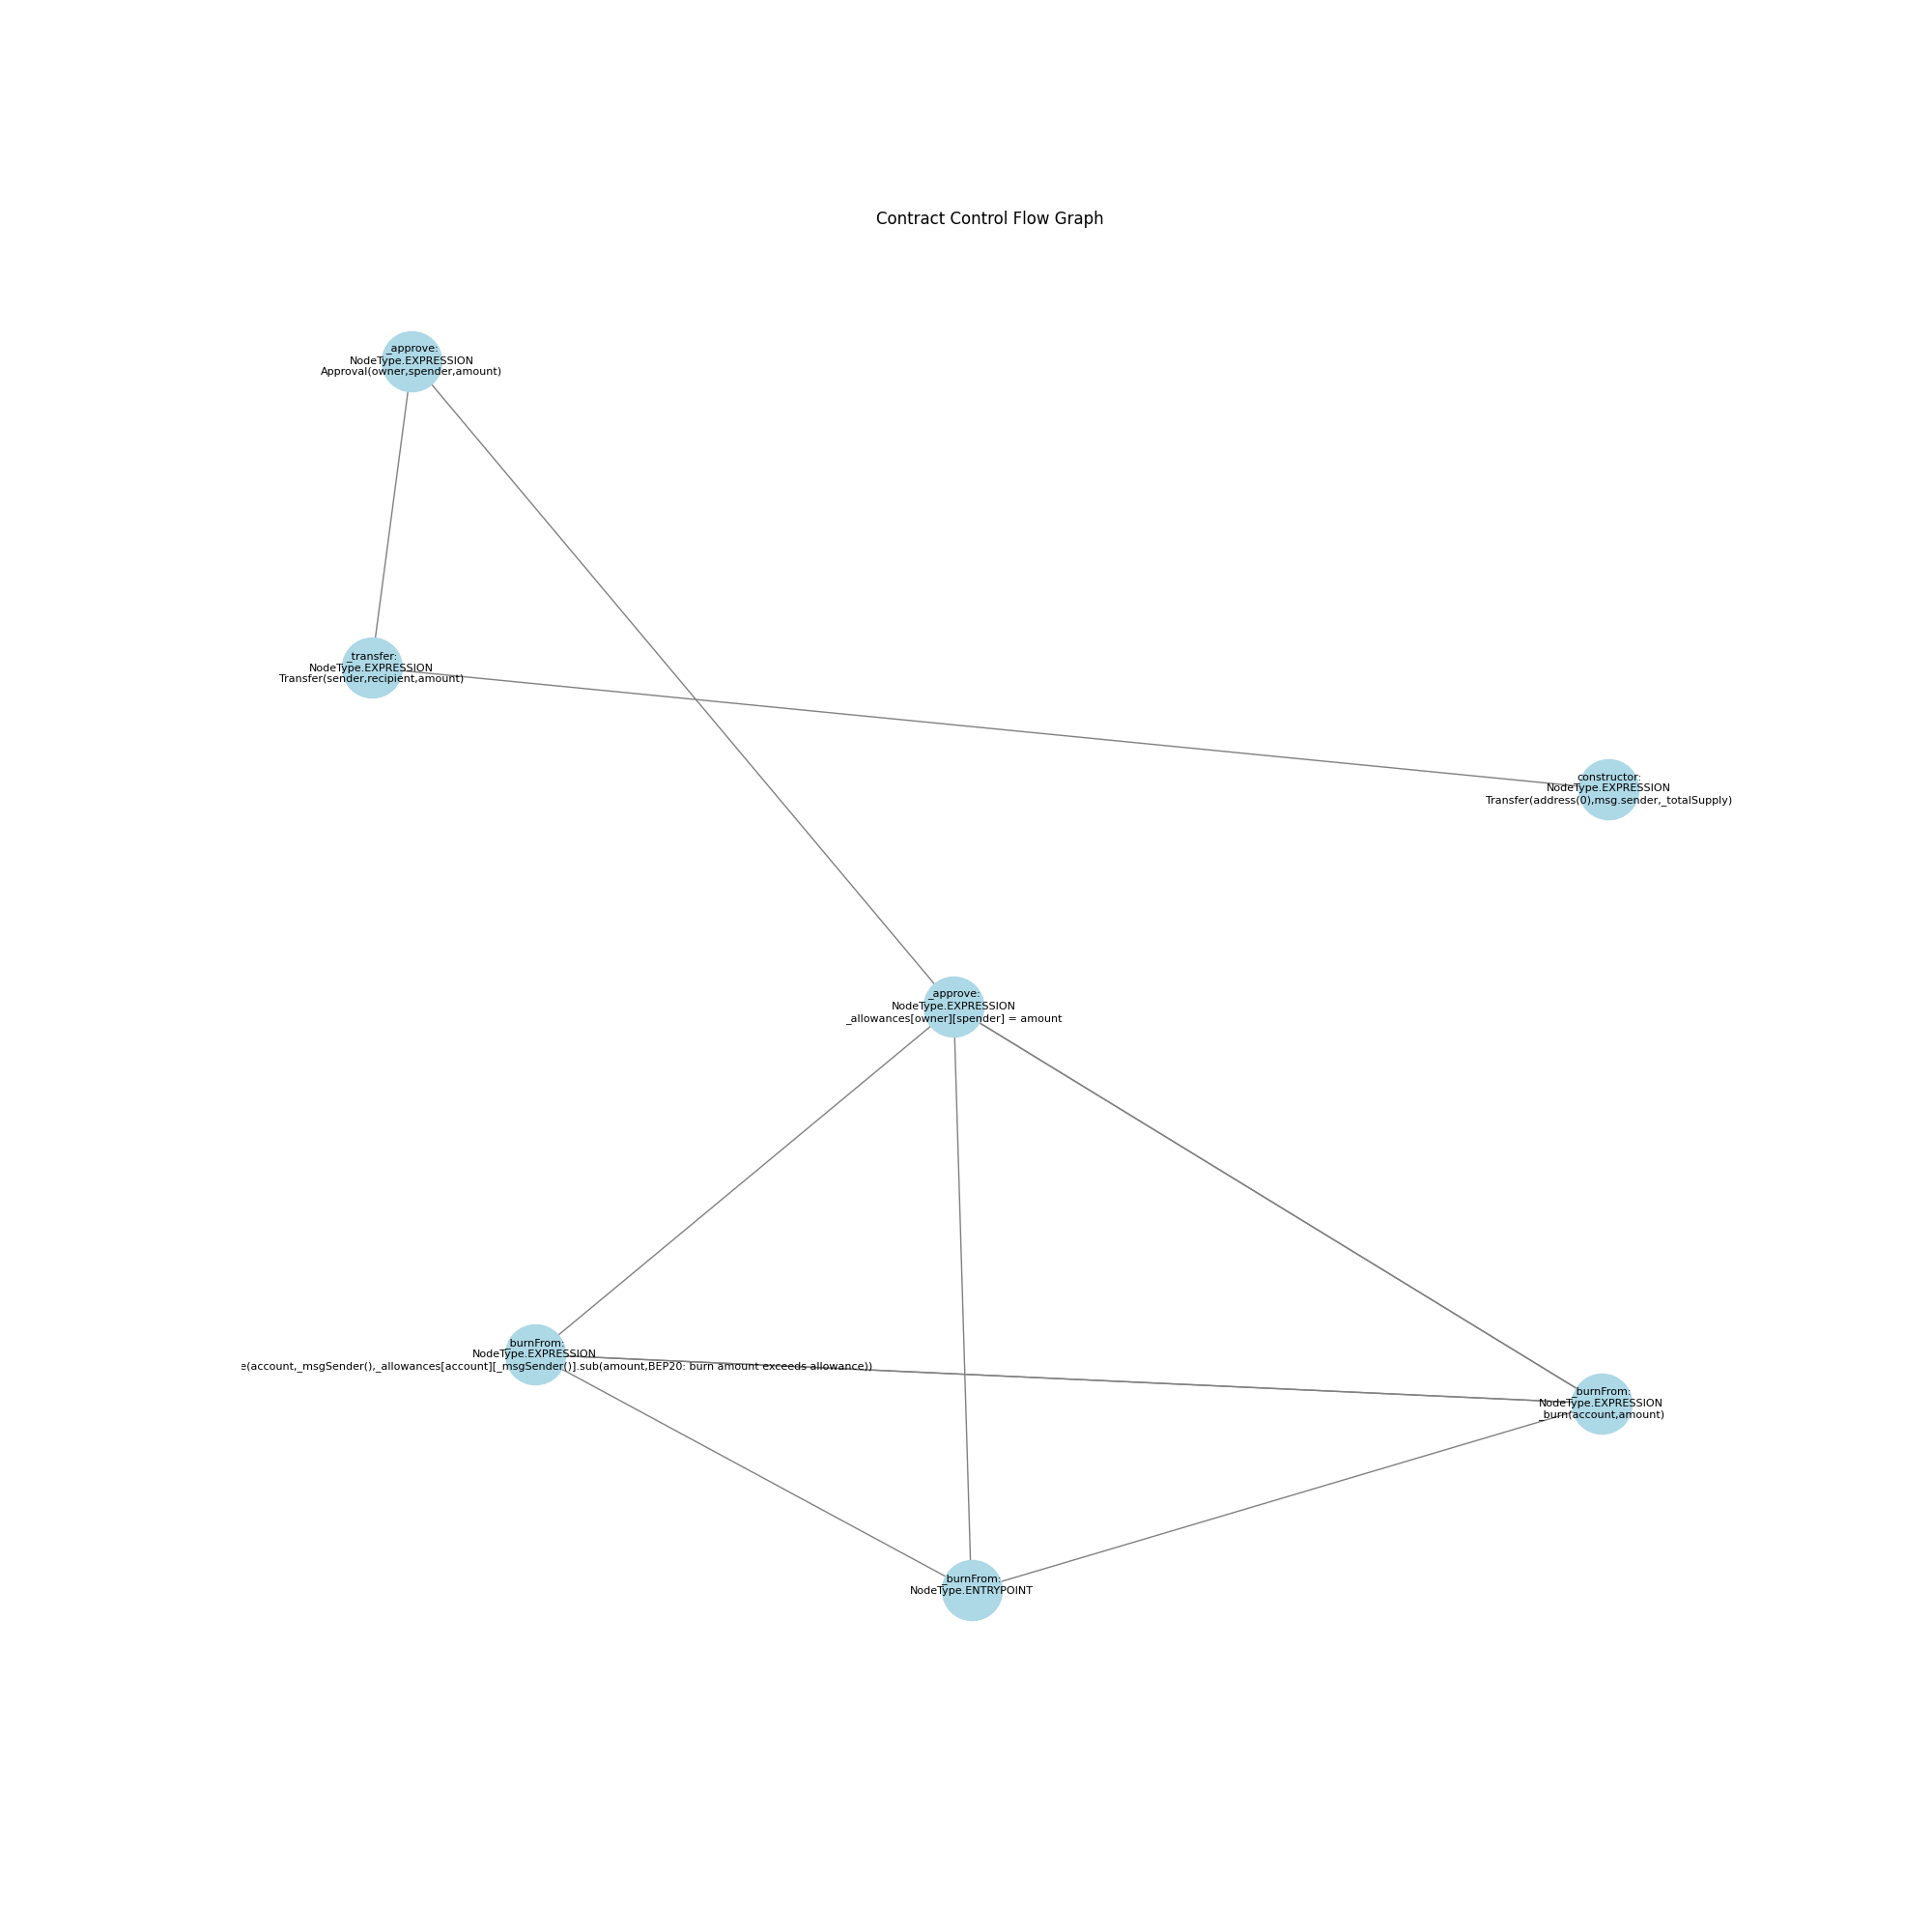 Contract Control Flow Graph
_approve:
NodeType.EXPRESSION
Approval(owner,spender,amount)
_transfer:
NodeType.EXPRESSION
Transfer(sender,recipient,amount)
constructor:
NodeType.EXPRESSION
Transfer(address(0),msg.sender,_totalSupply)
_approve:
NodeType.EXPRESSION
_allowances[owner][spender] = amount
_burnFrom:
NodeType.EXPRESSION
e(account,_msgSender(),_allowances[account][_msgSender()].sub(amount,BEP20: burn amount exceeds allowance))
_burnFrom:
NodeType.EXPRESSION
_burn(account,amount)
_burnFrom:
NodeType.ENTRYPOINT